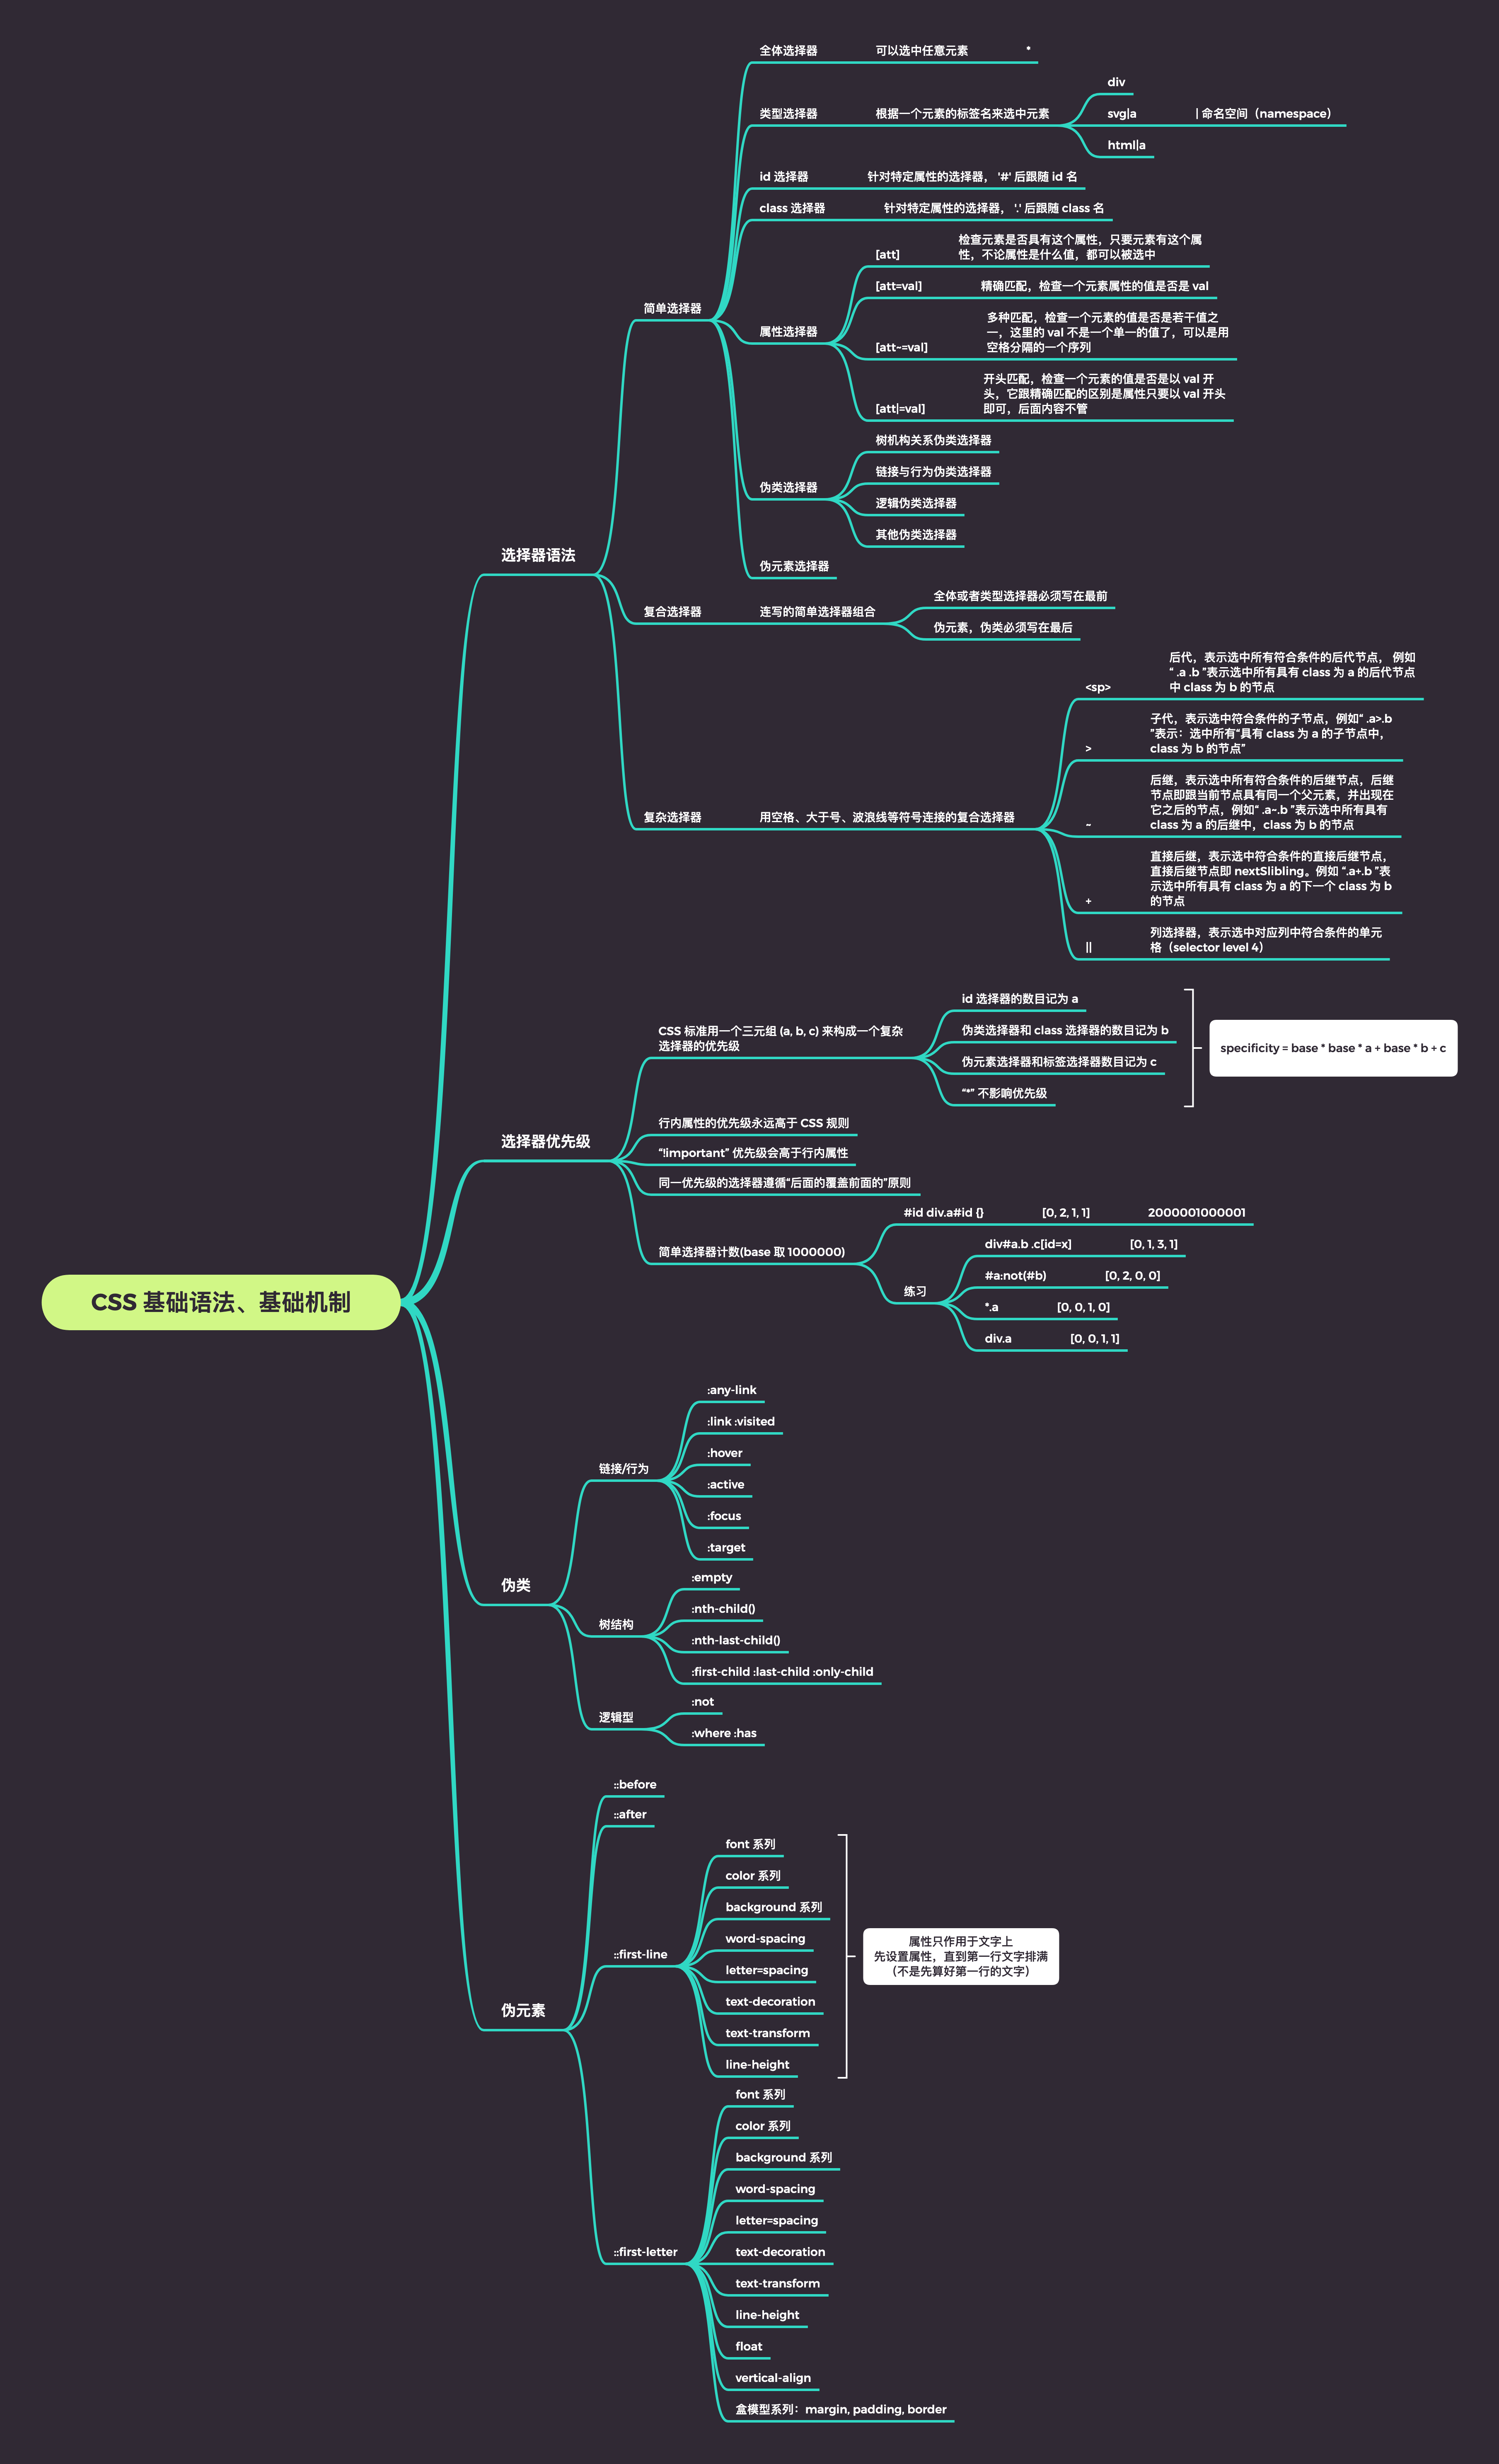 CSS 基础语法、基础机制
选择器语法
简单选择器
全体选择器
可以选中任意元素
*
类型选择器
根据一个元素的标签名来选中元素
div
svg|a
| 命名空间（namespace）
html|a
id 选择器
针对特定属性的选择器， '#' 后跟随 id 名
class 选择器
针对特定属性的选择器， '.' 后跟随 class 名
属性选择器
[att]
检查元素是否具有这个属性，只要元素有这个属
性，不论属性是什么值，都可以被选中
[att=val]
精确匹配，检查一个元素属性的值是否是 val
[att~=val]
多种匹配，检查一个元素的值是否是若干值之
一，这里的 val 不是一个单一的值了，可以是用
空格分隔的一个序列
[att|=val]
开头匹配，检查一个元素的值是否是以 val 开
头，它跟精确匹配的区别是属性只要以 val 开头
即可，后面内容不管
伪类选择器
树机构关系伪类选择器
链接与行为伪类选择器
逻辑伪类选择器
其他伪类选择器
伪元素选择器
复合选择器
连写的简单选择器组合
全体或者类型选择器必须写在最前
伪元素，伪类必须写在最后
复杂选择器
用空格、大于号、波浪线等符号连接的复合选择器
<sp>
后代，表示选中所有符合条件的后代节点， 例如
“ .a .b ”表示选中所有具有 class 为 a 的后代节点
中 class 为 b 的节点
>
子代，表示选中符合条件的子节点，例如“ .a>.b
”表示：选中所有“具有 class 为 a 的子节点中，
class 为 b 的节点”
~
后继，表示选中所有符合条件的后继节点，后继
节点即跟当前节点具有同一个父元素，并出现在
它之后的节点，例如“ .a~.b ”表示选中所有具有
class 为 a 的后继中，class 为 b 的节点
+
直接后继，表示选中符合条件的直接后继节点，
直接后继节点即 nextSlibling。例如 “.a+.b ”表
示选中所有具有 class 为 a 的下一个 class 为 b
的节点
||
列选择器，表示选中对应列中符合条件的单元
格（selector level 4）
选择器优先级
CSS 标准用一个三元组 (a, b, c) 来构成一个复杂
选择器的优先级
id 选择器的数目记为 a
伪类选择器和 class 选择器的数目记为 b
伪元素选择器和标签选择器数目记为 c
“*” 不影响优先级
specificity = base * base * a + base * b + c
行内属性的优先级永远高于 CSS 规则
“!important” 优先级会高于行内属性
同一优先级的选择器遵循“后面的覆盖前面的”原则
简单选择器计数(base 取 1000000)
#id div.a#id {}
[0, 2, 1, 1]
2000001000001
练习
div#a.b .c[id=x]
[0, 1, 3, 1]
#a:not(#b)
[0, 2, 0, 0]
*.a
[0, 0, 1, 0]
div.a
[0, 0, 1, 1]
伪类
链接/行为
:any-link
:link :visited
:hover
:active
:focus
:target
树结构
:empty
:nth-child()
:nth-last-child()
:first-child :last-child :only-child
逻辑型
:not
:where :has
伪元素
::before
::after
::first-line
font 系列
color 系列
background 系列
word-spacing
letter=spacing
text-decoration
text-transform
line-height
属性只作用于文字上
先设置属性，直到第一行文字排满
（不是先算好第一行的文字）
::first-letter
font 系列
color 系列
background 系列
word-spacing
letter=spacing
text-decoration
text-transform
line-height
float
vertical-align
盒模型系列：margin, padding, border